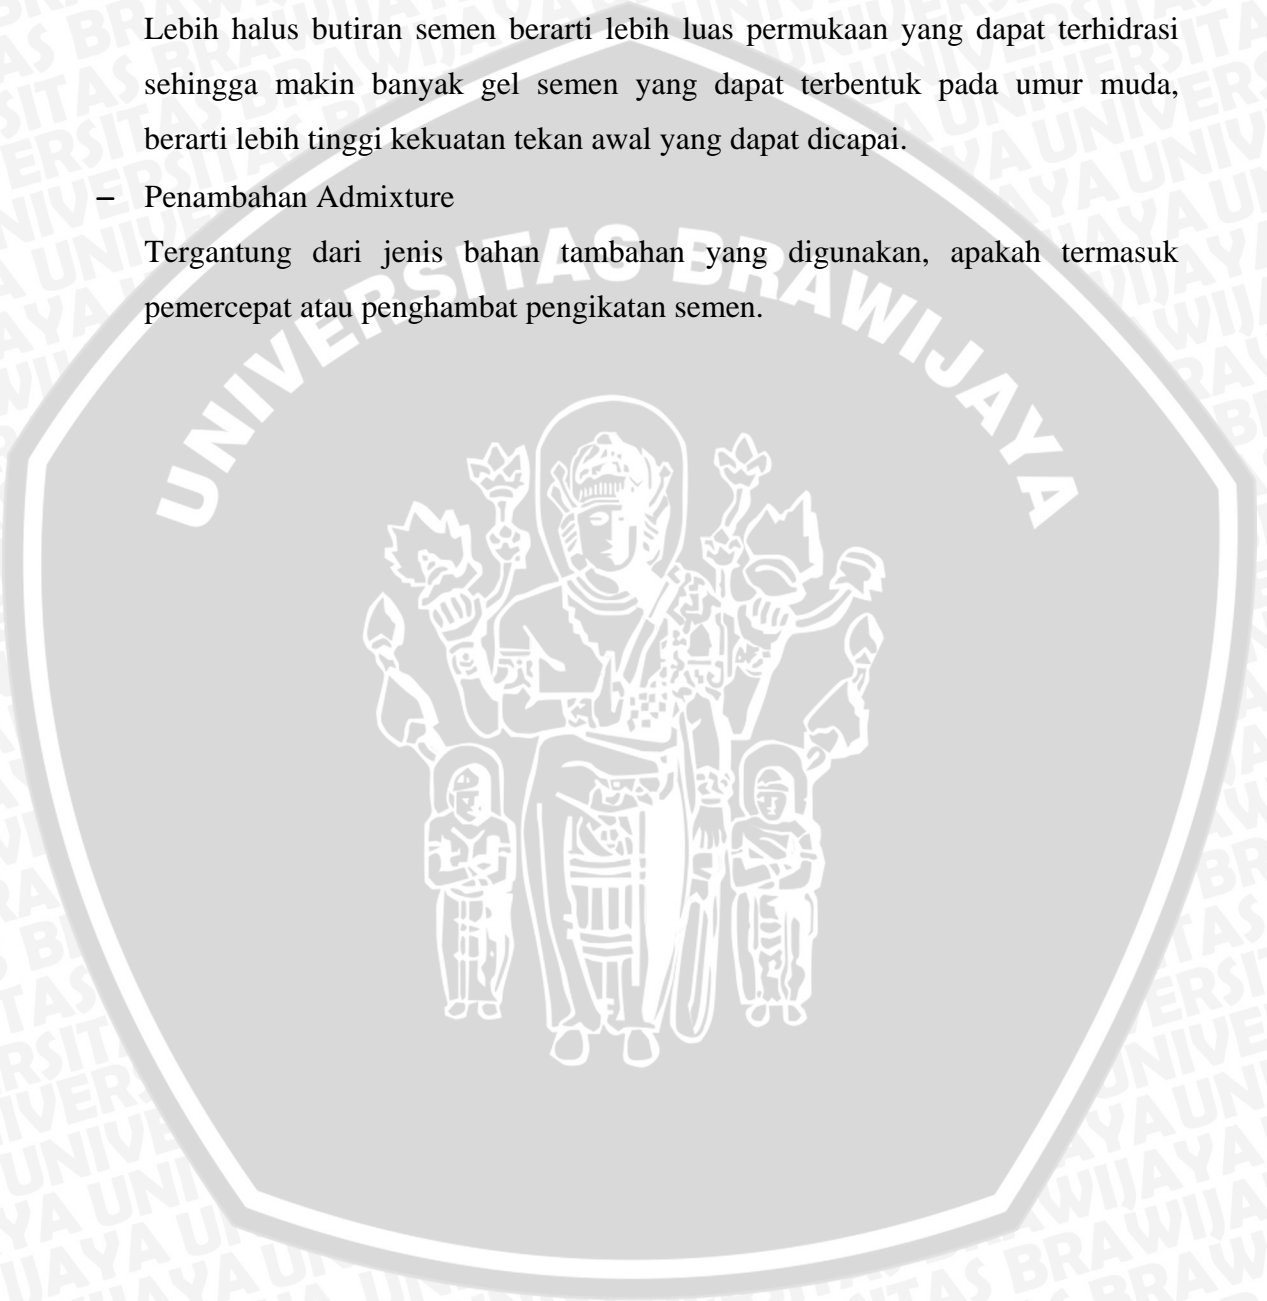 Lebih halus butiran semen berarti lebih luas permukaan yang dapat terhidrasi
sehingga makin banyak gel semen yang dapat terbentuk pada umur muda,
berarti lebih tinggi kekuatan tekan awal yang dapat dicapai.
– Penambahan Admixture
Tergantung dari jenis bahan tambahan yang digunakan, apakah termasuk
pemercepat atau penghambat pengikatan semen.
UNIVERSITAS BRAWIJAYA